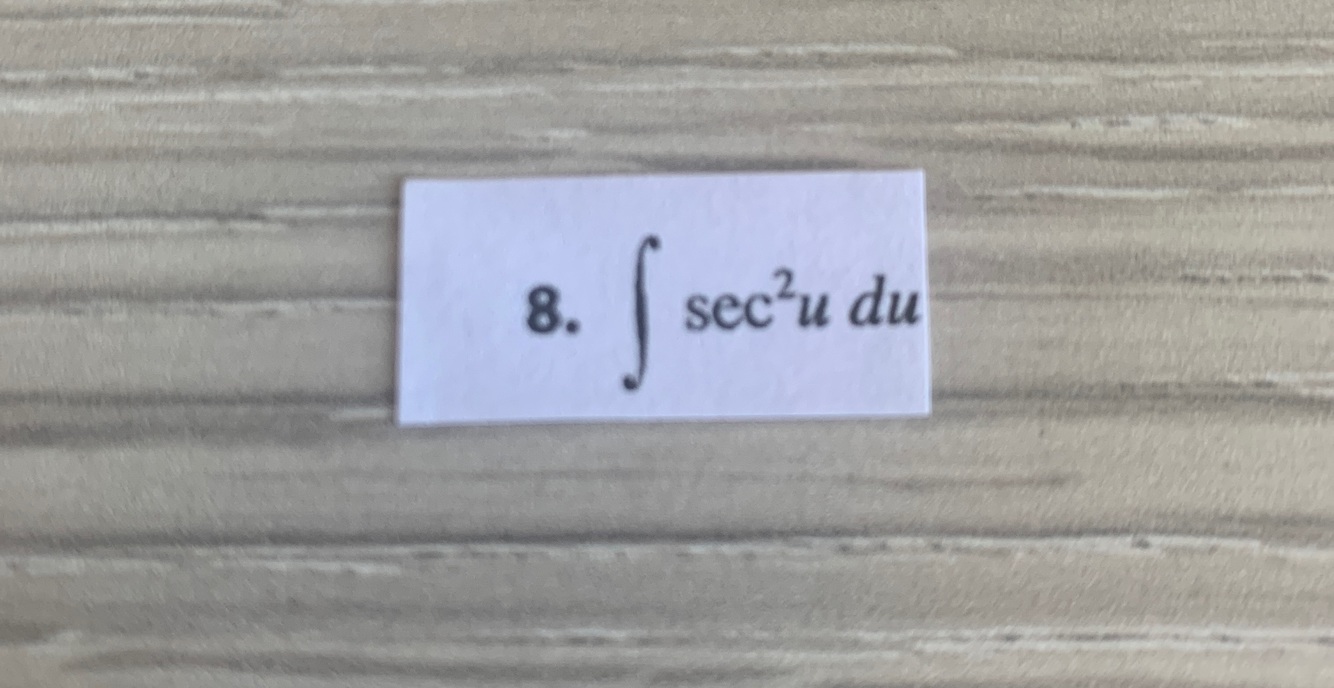 8. ∫ sec²u du